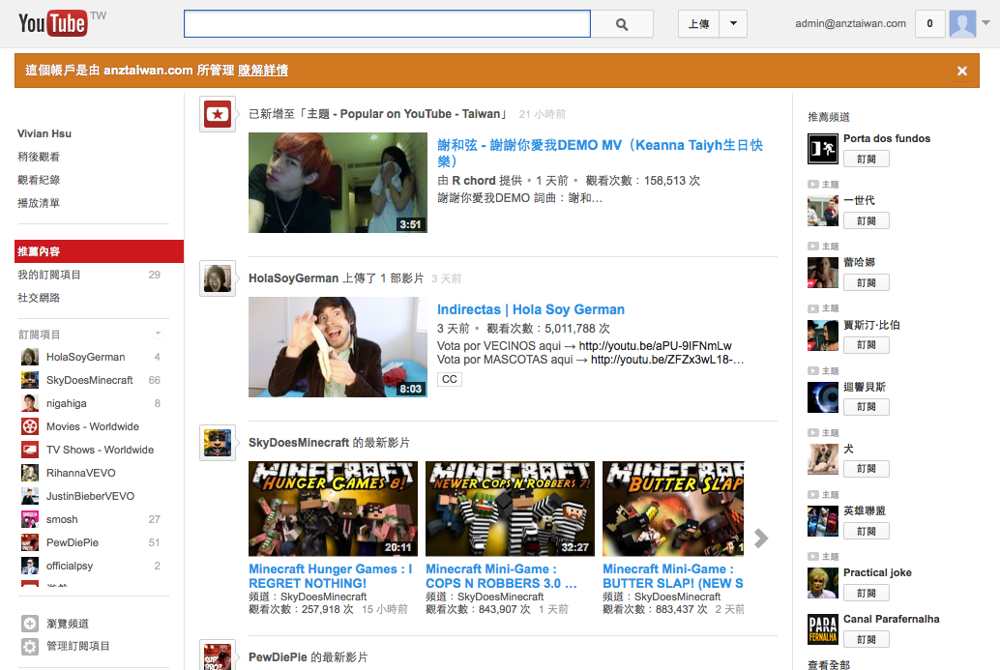 YouTube TW
上傳
admin@anztaiwan.com
0
這個帳戶是由 anztaiwan.com 所管理 瞭解詳情
×
Vivian Hsu
稍後觀看
觀看紀錄
播放清單
推薦內容
我的訂閱項目 29
社交網路
訂閱項目
HolaSoyGerman 4
SkyDoesMinecraft 66
nigahiga 8
Movies - Worldwide
TV Shows - Worldwide
RihannaVEVO
JustinBieberVEVO
smosh 27
PewDiePie 51
officialpsy 2
瀏覽頻道
管理訂閱項目
已新增至「主題 - Popular on YouTube - Taiwan」 21 小時前
3:51
謝和弦 - 謝謝你愛我DEMO MV（Keanna Taiyh生日快
樂）
由 R chord 提供 • 1 天前 • 觀看次數：158,513 次
謝謝你愛我DEMO 詞曲：謝和…
HolaSoyGerman 上傳了 1 部影片 3 天前
8:03
Indirectas | Hola Soy German
3 天前 • 觀看次數：5,011,788 次
Vota por VECINOS aqui → http://youtu.be/aPU-9IFNmLw
Vota por MASCOTAS aqui → http://youtu.be/ZFZx3wL18-…
CC
SkyDoesMinecraft 的最新影片
MINECRAFT
HUNGER GAMES 8!
20:11
Minecraft Hunger Games : I
REGRET NOTHING!
頻道：SkyDoesMinecraft
觀看次數：257,918 次 15 小時前
MINECRAFT
NEWER COPS N' ROBBERS 7!
32:27
Minecraft Mini-Game :
COPS N ROBBERS 3.0 …
頻道：SkyDoesMinecraft
觀看次數：843,907 次 1 天前
MINECRAF
BUTTER SLAP
1
Minecraft Mini-Game :
BUTTER SLAP! (NEW S
頻道：SkyDoesMinecraft
觀看次數：883,437 次 2 天前
PewDiePie 的最新影片
推薦頻道
Porta dos fundos
訂閱
主題
一世代
訂閱
主題
蕾哈娜
訂閱
主題
賈斯汀·比伯
訂閱
主題
迴響貝斯
訂閱
主題
犬
訂閱
主題
英雄聯盟
訂閱
主題
Practical joke
訂閱
PARA
FERNALHA
Canal Parafernalha
訂閱
查看全部